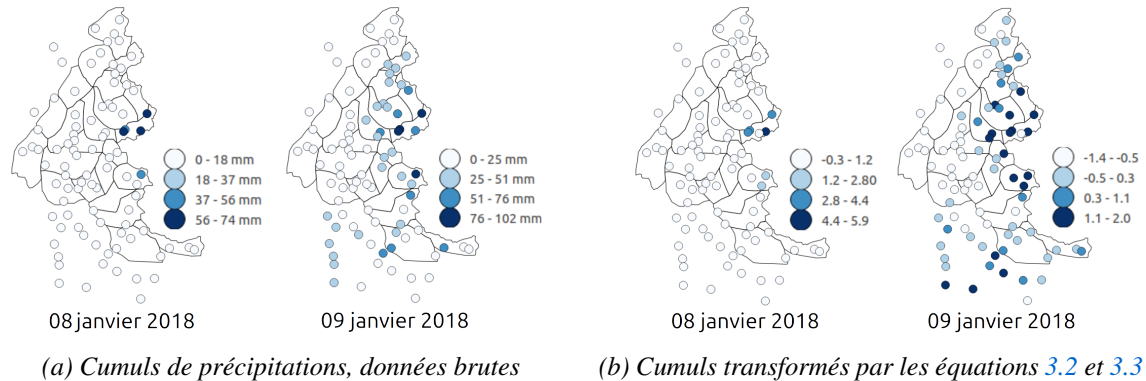 0 - 18 mm
18 - 37 mm
37 - 56 mm
56 - 74 mm
08 janvier 2018
0 - 25 mm
25 - 51 mm
51 - 76 mm
76 - 102 mm
09 janvier 2018
(a) Cumuls de précipitations, données brutes
-0.3 - 1.2
1.2 - 2.80
2.8 - 4.4
4.4 - 5.9
08 janvier 2018
-1.4 - -0.5
-0.5 - 0.3
0.3 - 1.1
1.1 - 2.0
09 janvier 2018
(b) Cumuls transformés par les équations 3.2 et 3.3